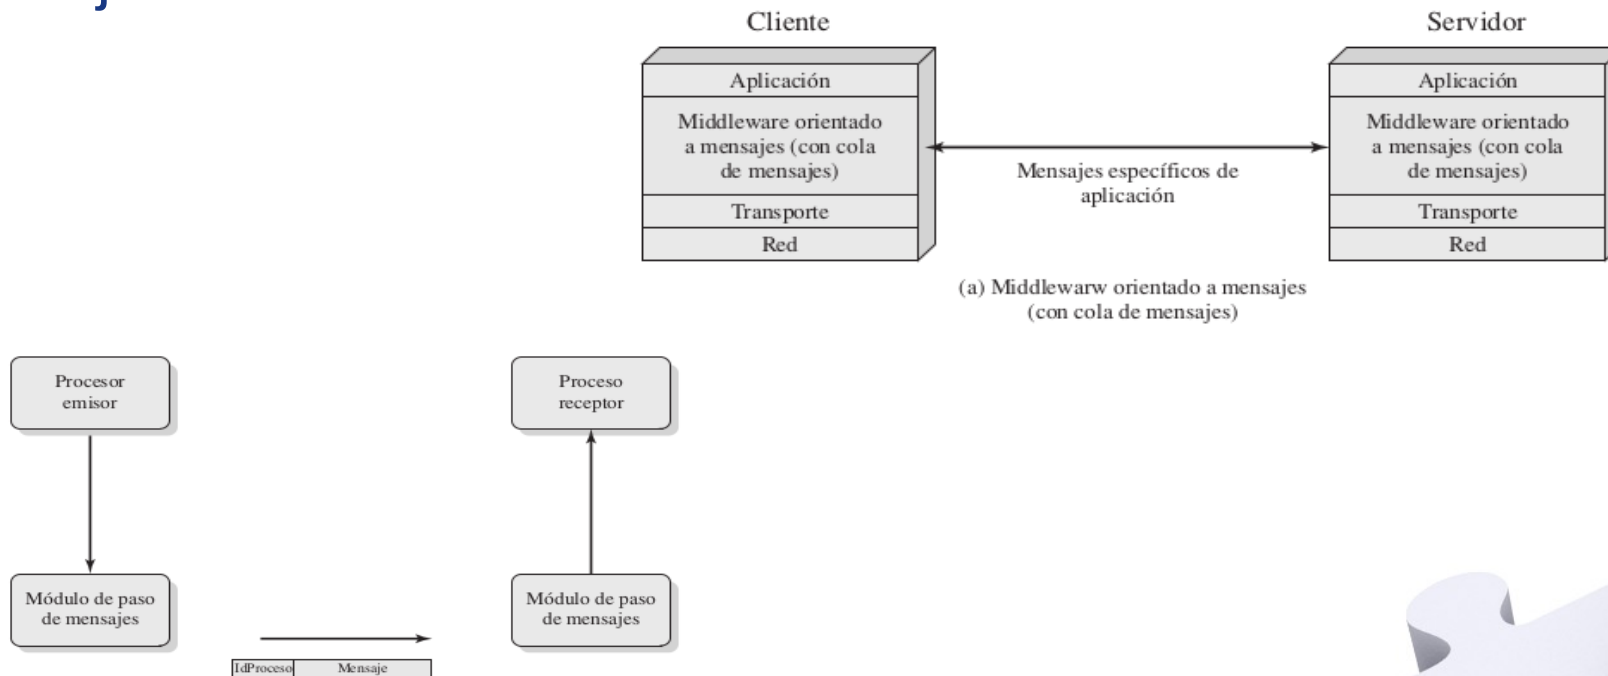 Cliente
Servidor
Aplicación
Middleware orientado
a mensajes (con cola
de mensajes)
Transporte
Red
Mensajes específicos de
aplicación
Aplicación
Middleware orientado
a mensajes (con cola
de mensajes)
Transporte
Red
(a) Middlewarw orientado a mensajes
(con cola de mensajes)
Procesor
emisor
Proceso
receptor
Módulo de paso
de mensajes
Módulo de paso
de mensajes
IdProceso
Mensaje